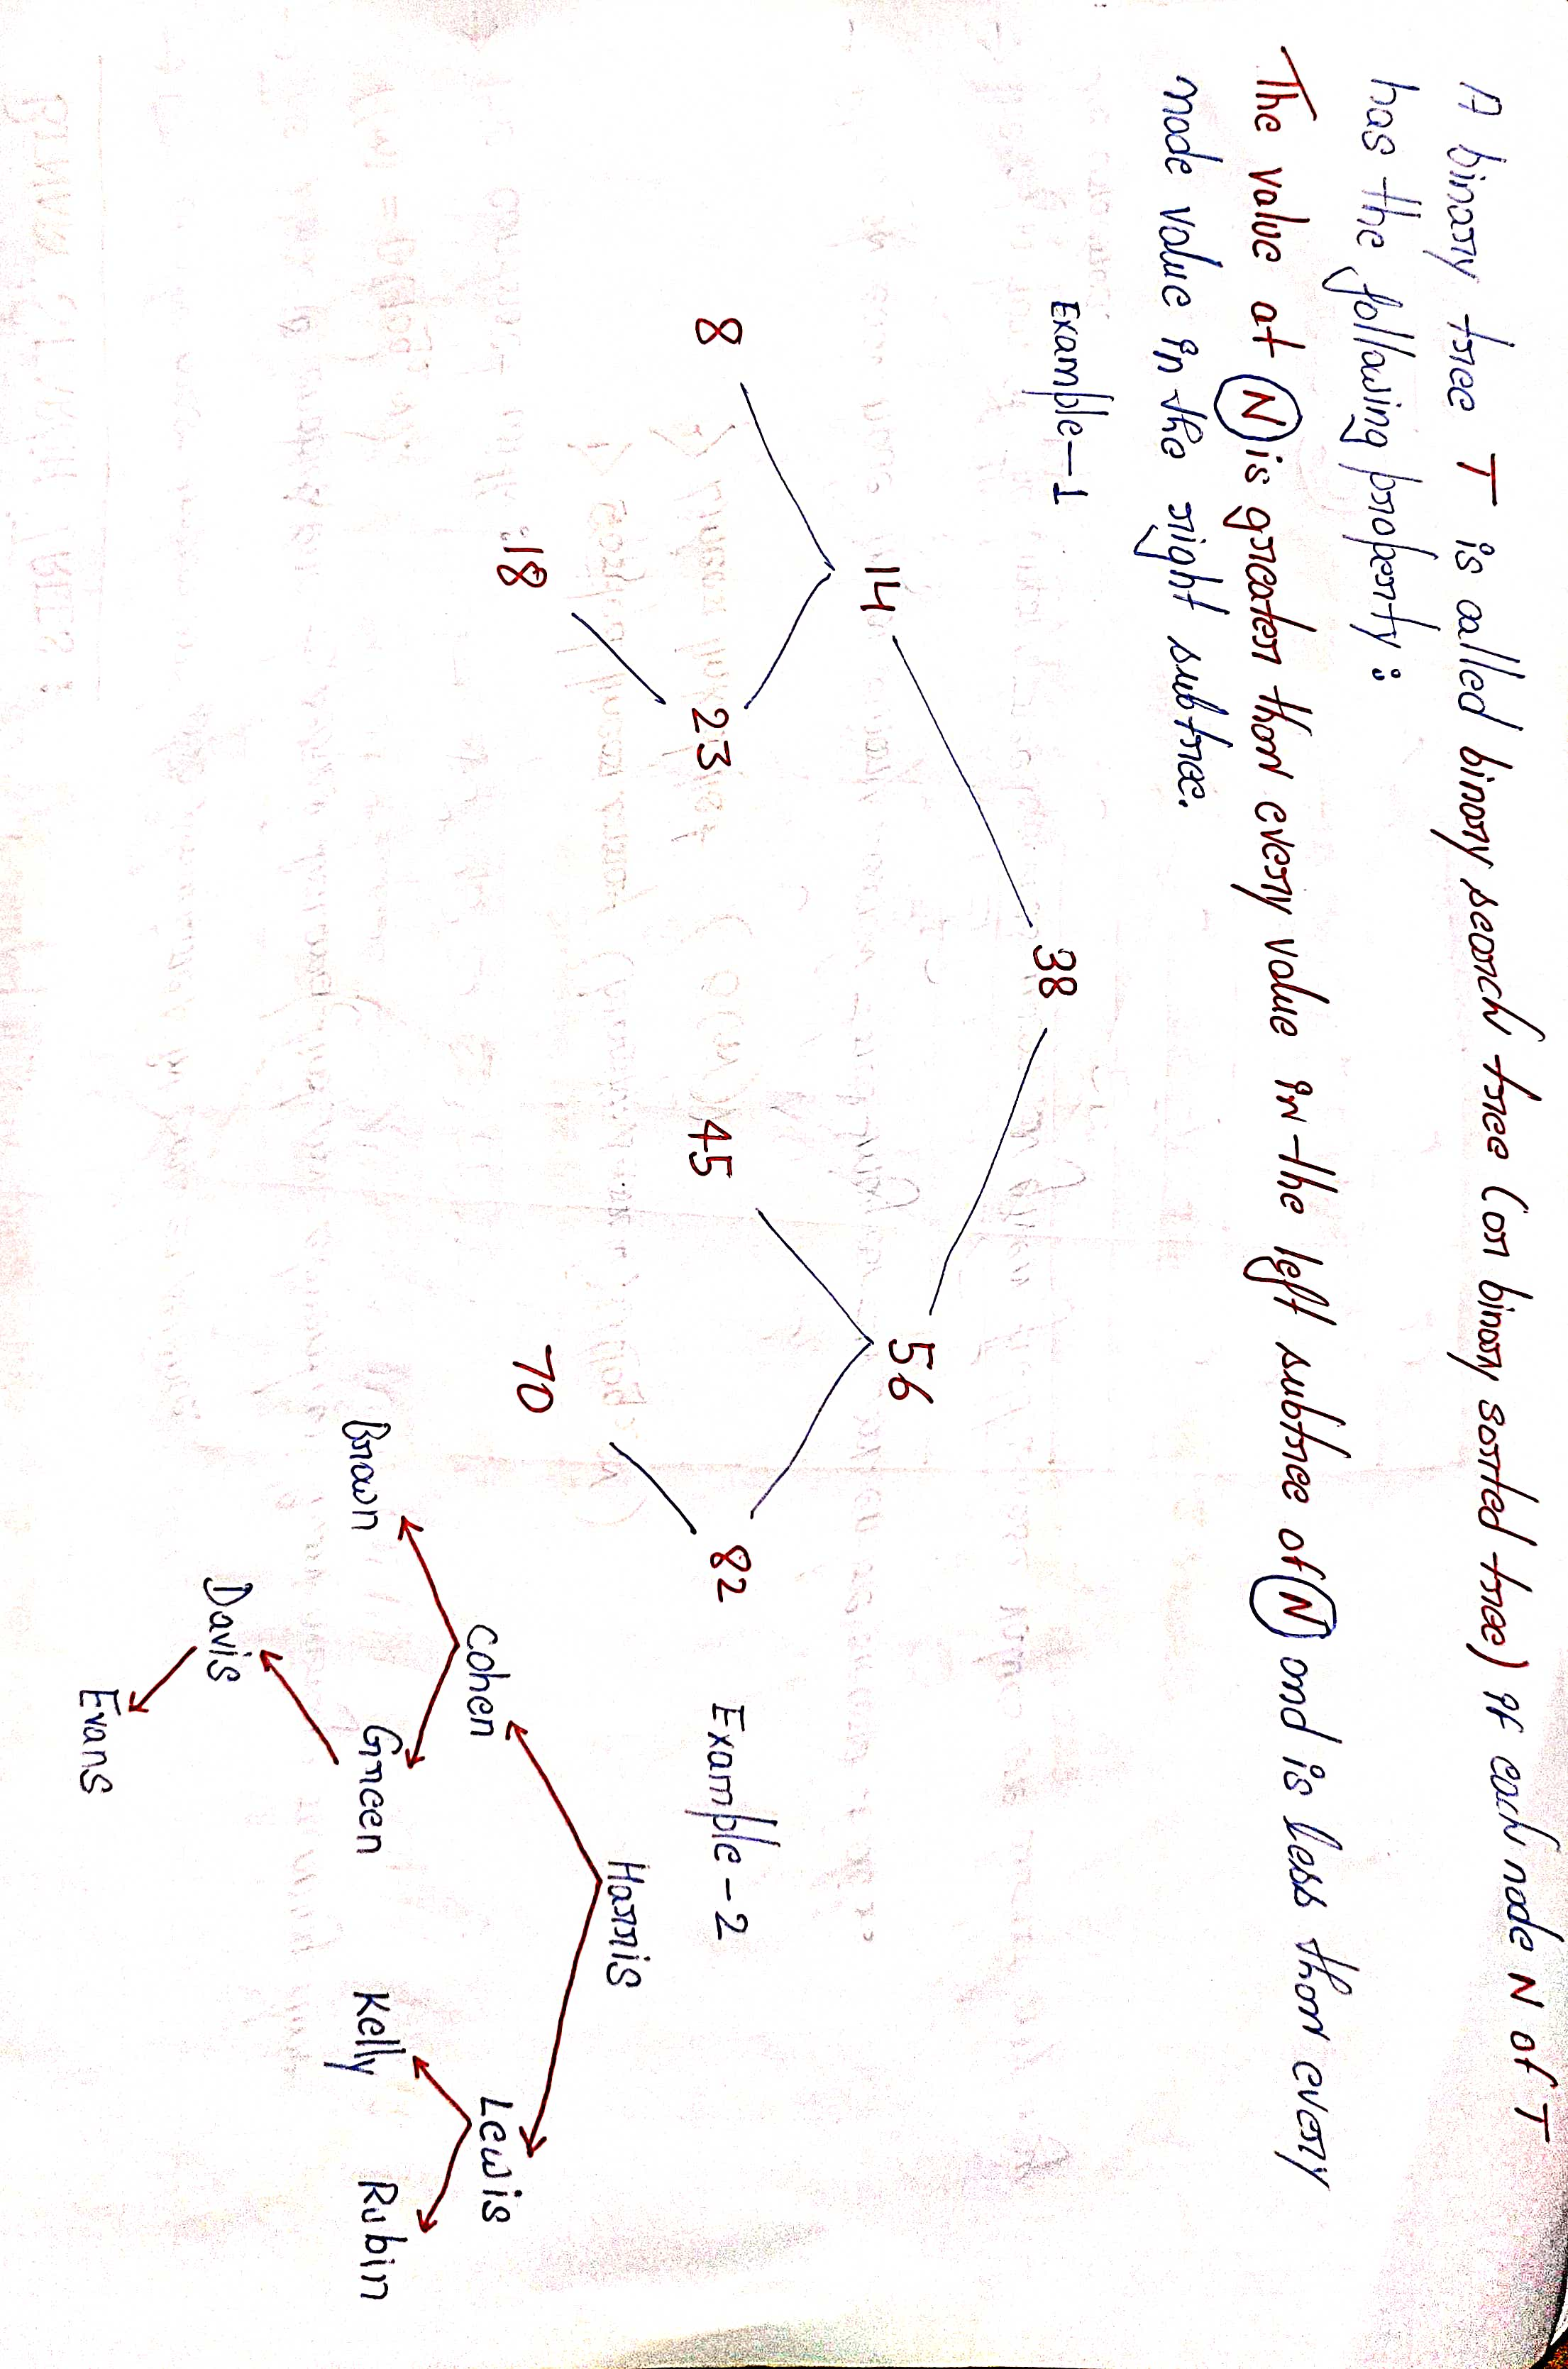 A binary tree T is called binary search tree (or binary sorted tree) if each node N of T
has the following property :
The value at N is greater than every value in the left subtree of N and is less than every
node value in the right subtree.
Example-1
38
14 56
8 23 45 82
18 70
Example-2
Harris
Cohen Lewis
Brown Green Kelly Rubin
Davis
Evans